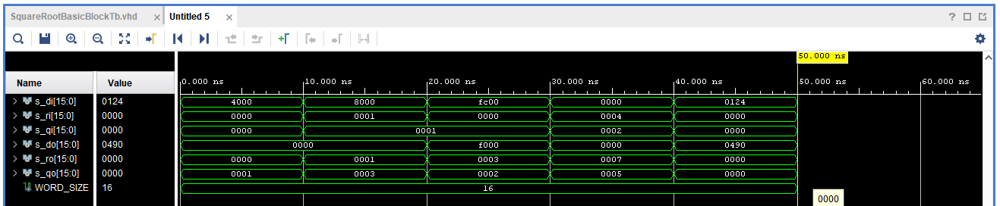 SquareRootBasicBlockTb.vhd × Untitled 5 ×
?
50.000 ns
Name Value
0.000 ns 10.000 ns 20.000 ns 30.000 ns 40.000 ns 50.000 ns 60.000 ns
s_di[15:0] 0124 4000 8000 fc00 0000 0124
s_ri[15:0] 0000 0000 0001 0000 0004 0000
s_qi[15:0] 0000 0000 0001 0002 0000
s_do[15:0] 0490 0000 f000 0000 0490
s_ro[15:0] 0000 0000 0001 0003 0007 0000
s_qo[15:0] 0000 0001 0003 0002 0005 0000
WORD_SIZE 16 16
0000